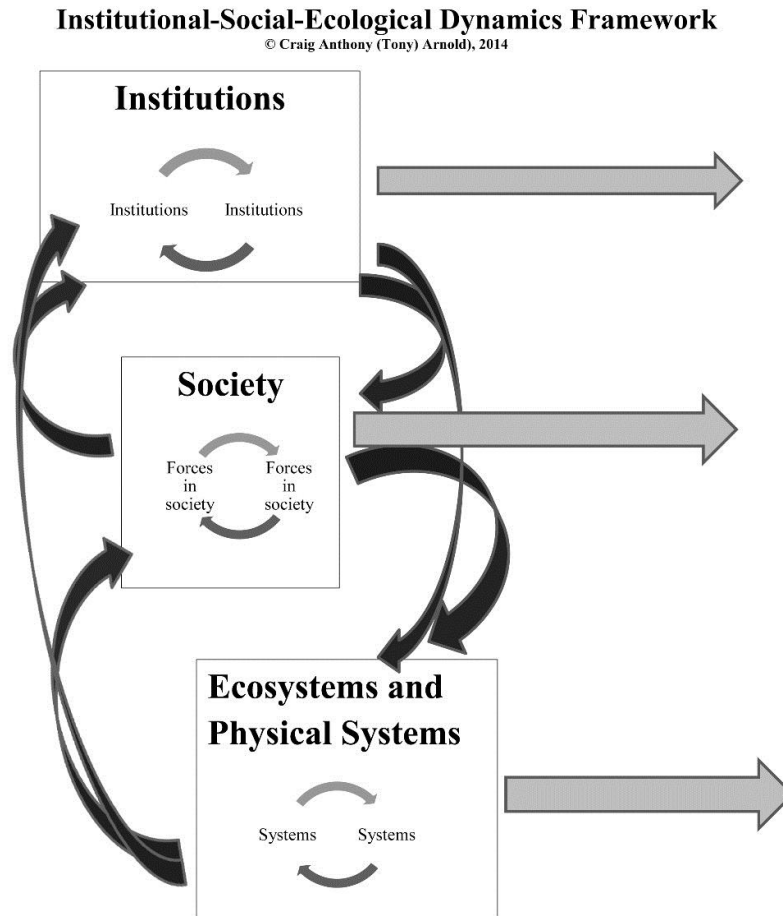 Institutional-Social-Ecological Dynamics Framework
© Craig Anthony (Tony) Arnold), 2014
Institutions
Institutions Institutions
Society
Forces in society
Forces in society
Ecosystems and
Physical Systems
Systems Systems